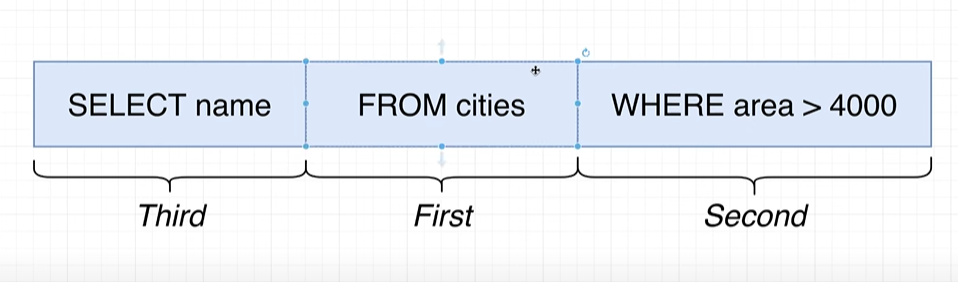 SELECT name
FROM cities
WHERE area > 4000
Third
First
Second